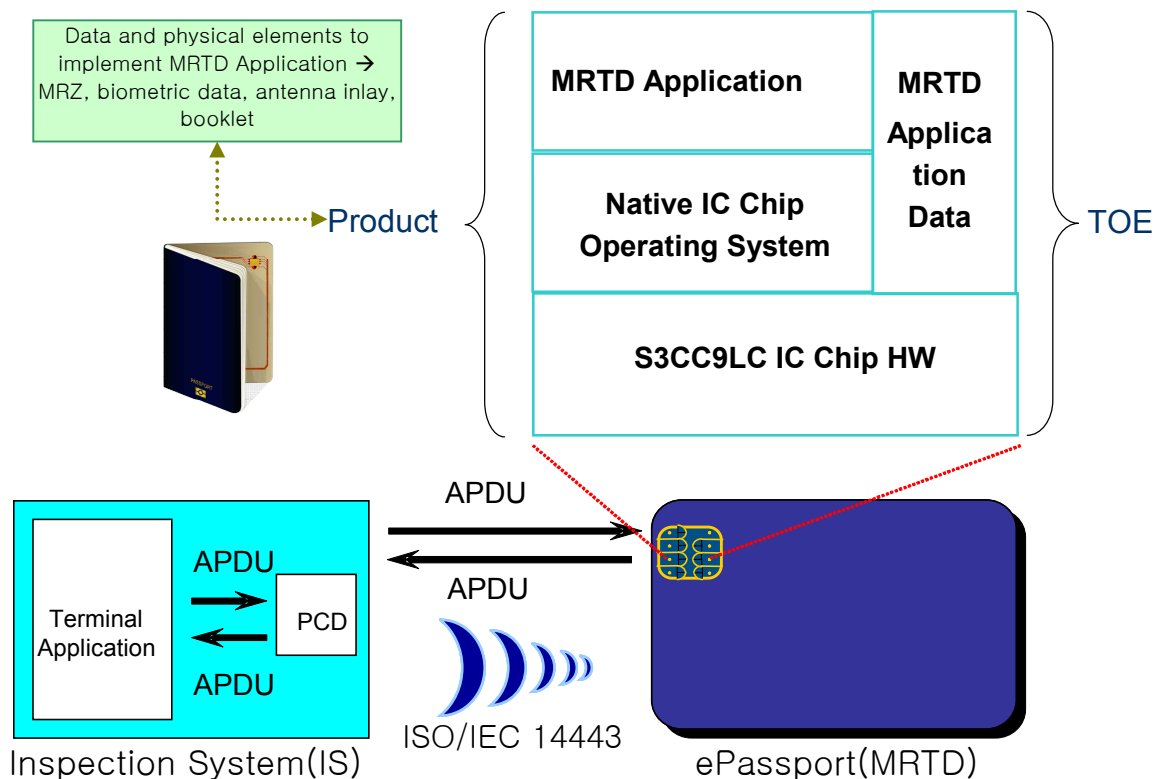 Data and physical elements to
implement MRTD Application →
MRZ, biometric data, antenna inlay,
booklet
Product
MRTD Application
MRTD
Applica
tion
Data
Native IC Chip
Operating System
S3CC9LC IC Chip HW
TOE
PASSPORT
APDU
APDU
Terminal
Application
APDU
PCD
APDU
ISO/IEC 14443
Inspection System(IS)
ePassport(MRTD)